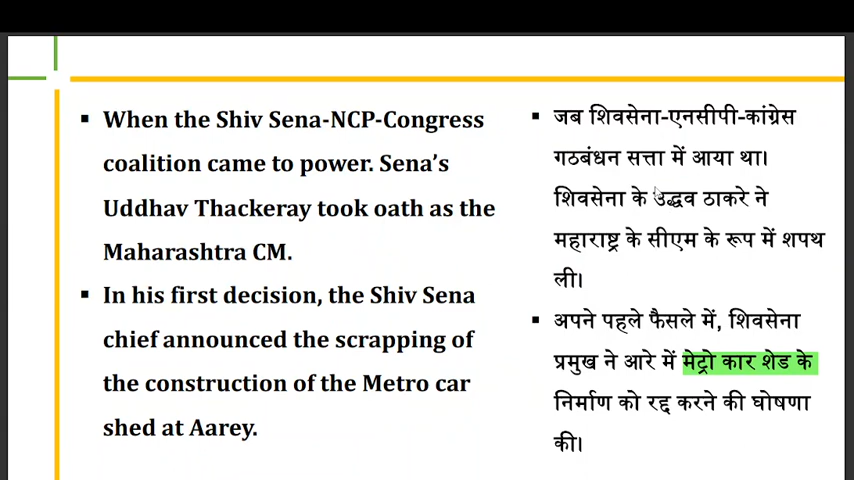 ▪ When the Shiv Sena-NCP-Congress
coalition came to power. Sena's
Uddhav Thackeray took oath as the
Maharashtra CM.
▪ In his first decision, the Shiv Sena
chief announced the scrapping of
the construction of the Metro car
shed at Aarey.
▪ जब शिवसेना-एनसीपी-कांग्रेस
गठबंधन सत्ता में आया था।
शिवसेना के उद्धव ठाकरे ने
महाराष्ट्र के सीएम के रूप में शपथ
ली।
▪ अपने पहले फैसले में, शिवसेना
प्रमुख ने आरे में मेट्रो कार शेड के
निर्माण को रद्द करने की घोषणा
की।